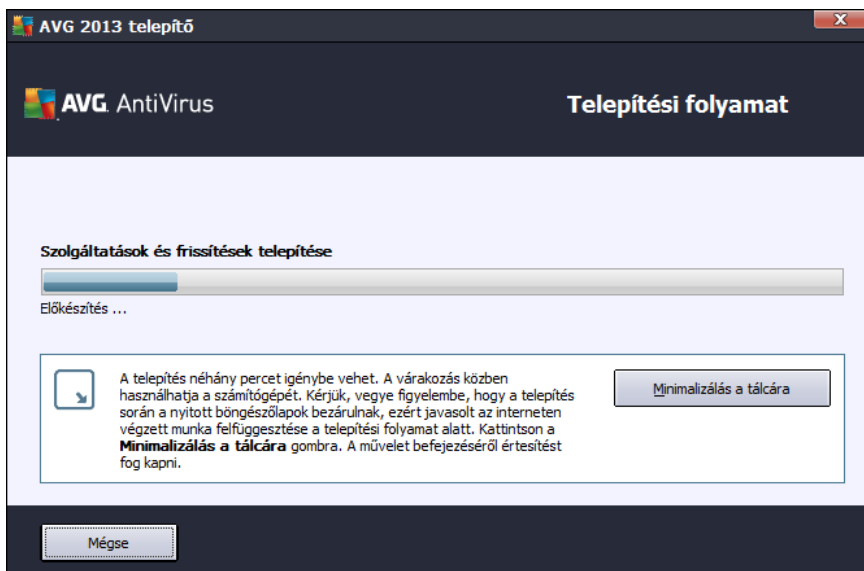 AVG 2013 telepítő
AVG. AntiVirus
Telepítési folyamat
Szolgáltatások és frissítések telepítése
Előkészítés ...
A telepítés néhány percet igénybe vehet. A várakozás közben
használhatja a számítógépét. Kérjük, vegye figyelembe, hogy a telepítés
során a nyitott böngészőlapok bezárulnak, ezért javasolt az interneten
végzett munka felfüggesztése a telepítési folyamat alatt. Kattintson a
Minimalizálás a tálcára gombra. A művelet befejezéséről értesítést
fog kapni.
Minimalizálás a tálcára
Mégse